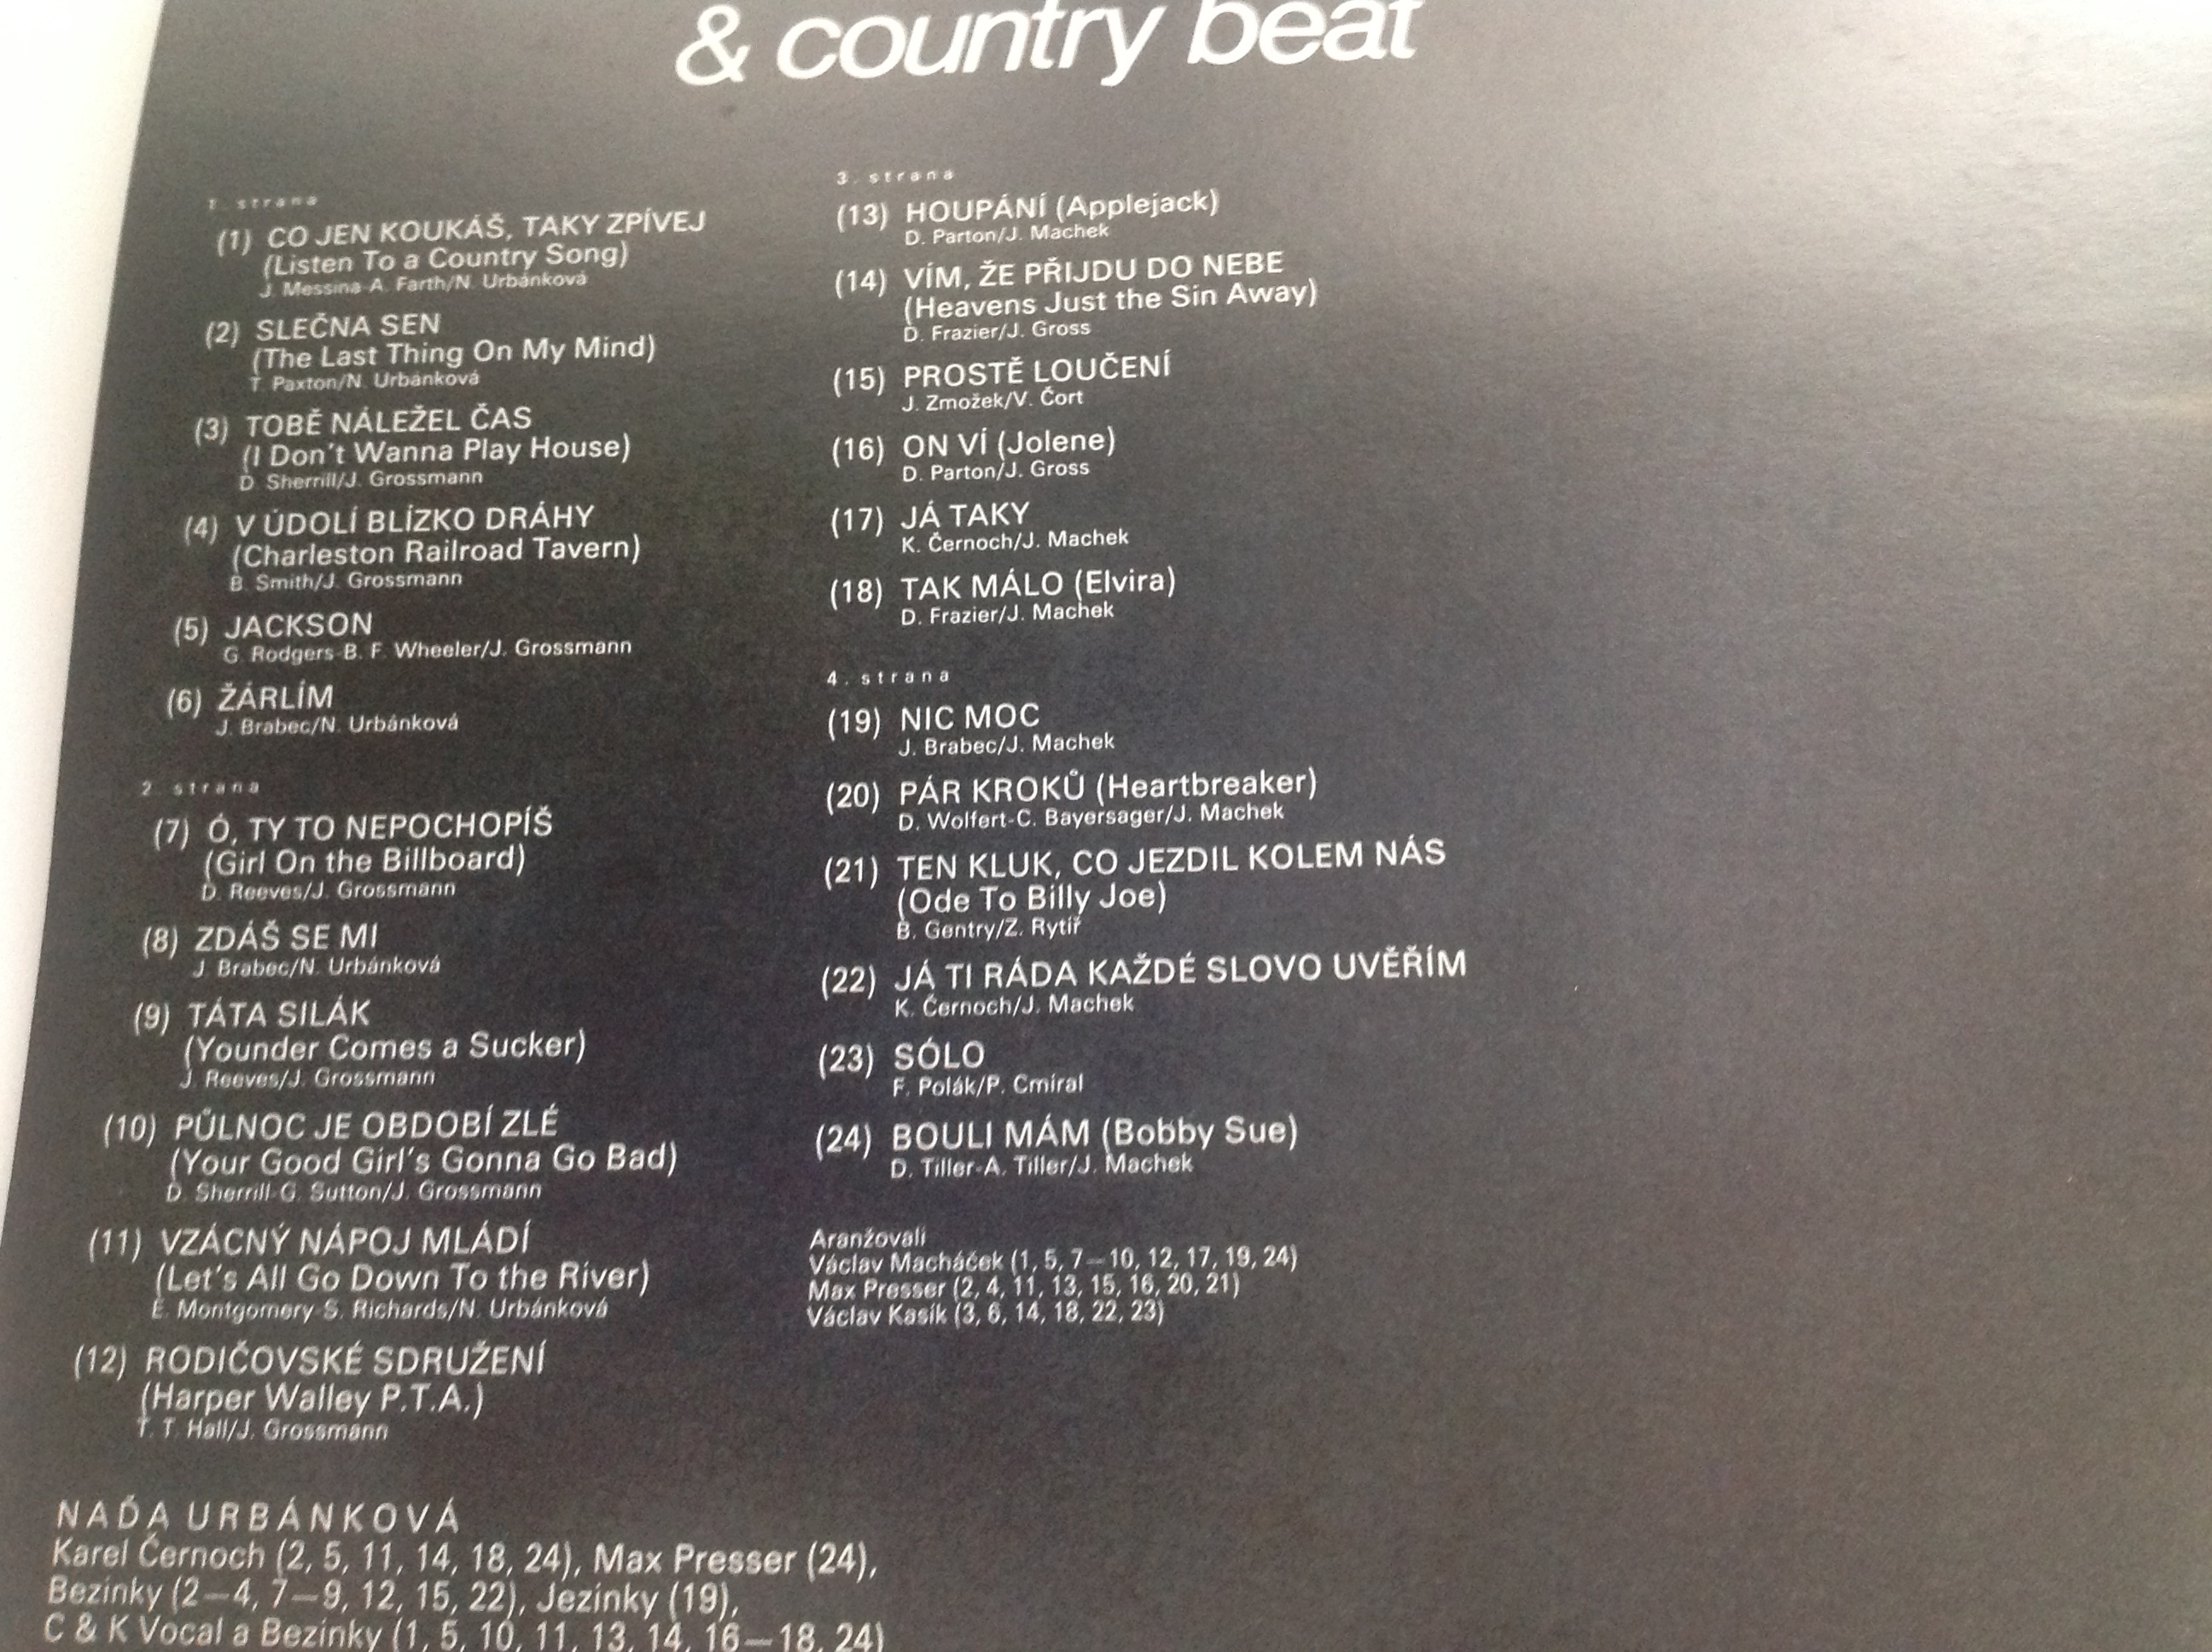 & country beat
1. strana
(1) CO JEN KOUKÁŠ, TAKY ZPÍVEJ
(Listen To a Country Song)
J. Messina-A. Farth/N. Urbánková
(2) SLEČNA SEN
(The Last Thing On My Mind)
T. Paxton/N. Urbánková
(3) TOBĚ NÁLEŽEL ČAS
(I Don't Wanna Play House)
D. Sherrill/J. Grossmann
(4) V ÚDOLÍ BLÍZKO DRÁHY
(Charleston Railroad Tavern)
B. Smith/J. Grossmann
(5) JACKSON
G. Rodgers-B. F. Wheeler/J. Grossmann
(6) ŽÁRLÍM
J. Brabec/N. Urbánková
2. strana
(7) Ó, TY TO NEPOCHOPÍŠ
(Girl On the Billboard)
D. Reeves/J. Grossmann
(8) ZDÁŠ SE MI
J. Brabec/N. Urbánková
(9) TÁTA SILÁK
(Younder Comes a Sucker)
J. Reeves/J. Grossmann
(10) PŮLNOC JE OBDOBÍ ZLÉ
(Your Good Girl's Gonna Go Bad)
D. Sherrill-G. Sutton/J. Grossmann
(11) VZÁCNÝ NÁPOJ MLÁDÍ
(Let's All Go Down To the River)
E. Montgomery-S. Richards/N. Urbánková
(12) RODIČOVSKÉ SDRUŽENÍ
(Harper Walley P.T.A.)
T. T. Hall/J. Grossmann
3. strana
(13) HOUPÁNÍ (Applejack)
D. Parton/J. Machek
(14) VÍM, ŽE PŘIJDU DO NEBE
(Heavens Just the Sin Away)
D. Frazier/J. Gross
(15) PROSTĚ LOUČENÍ
J. Zmožek/V. Čort
(16) ON VÍ (Jolene)
D. Parton/J. Gross
(17) JÁ TAKY
K. Černoch/J. Machek
(18) TAK MÁLO (Elvira)
D. Frazier/J. Machek
4. strana
(19) NIC MOC
J. Brabec/J. Machek
(20) PÁR KROKŮ (Heartbreaker)
D. Wolfert-C. Bayersager/J. Machek
(21) TEN KLUK, CO JEZDIL KOLEM NÁS
(Ode To Billy Joe)
B. Gentry/Z. Rytíř
(22) JÁ TI RÁDA KAŽDÉ SLOVO UVĚŘÍM
K. Černoch/J. Machek
(23) SÓLO
F. Polák/P. Cmíral
(24) BOULI MÁM (Bobby Sue)
D. Tiller-A. Tiller/J. Machek
Aranžovali
Václav Macháček (1, 5, 7—10, 12, 17, 19, 24)
Max Presser (2, 4, 11, 13, 15, 16, 20, 21)
Václav Kasík (3, 6, 14, 18, 22, 23)
NAĎA URBÁNKOVÁ
Karel Černoch (2, 5, 11, 14, 18, 24), Max Presser (24),
Bezinky (2—4, 7—9, 12, 15, 22), Jezinky (19),
C & K Vocal a Bezinky (1, 5, 10, 11, 13, 14, 16—18, 24)